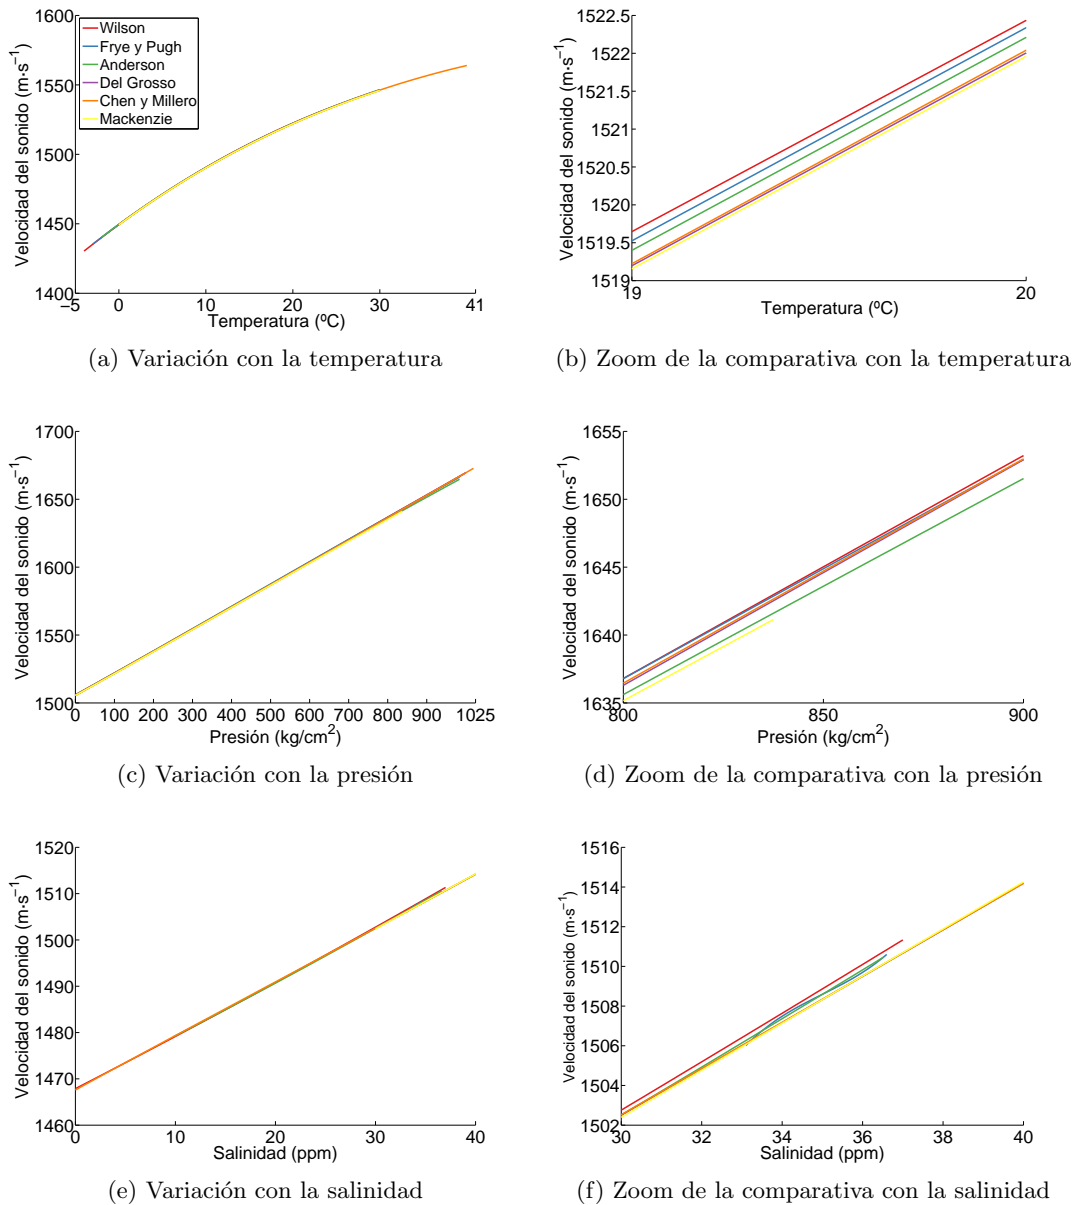 1600
1550
1500
1450
1400
Velocidad del sonido (m·s⁻¹)
Wilson
Frye y Pugh
Anderson
Del Grosso
Chen y Millero
Mackenzie
−5 0 10 20 30 41
Temperatura (ºC)
(a) Variación con la temperatura
1522.5
1522
1521.5
1521
1520.5
1520
1519.5
1519
Velocidad del sonido (m·s⁻¹)
19 20
Temperatura (ºC)
(b) Zoom de la comparativa con la temperatura
1700
1650
1600
1550
1500
Velocidad del sonido (m·s⁻¹)
0 100 200 300 400 500 600 700 800 900 1025
Presión (kg/cm²)
(c) Variación con la presión
1655
1650
1645
1640
1635
Velocidad del sonido (m·s⁻¹)
800 850 900
Presión (kg/cm²)
(d) Zoom de la comparativa con la presión
1520
1510
1500
1490
1480
1470
1460
Velocidad del sonido (m·s⁻¹)
0 10 20 30 40
Salinidad (ppm)
(e) Variación con la salinidad
1516
1514
1512
1510
1508
1506
1504
1502
Velocidad del sonido (m·s⁻¹)
30 32 34 36 38 40
Salinidad (ppm)
(f) Zoom de la comparativa con la salinidad